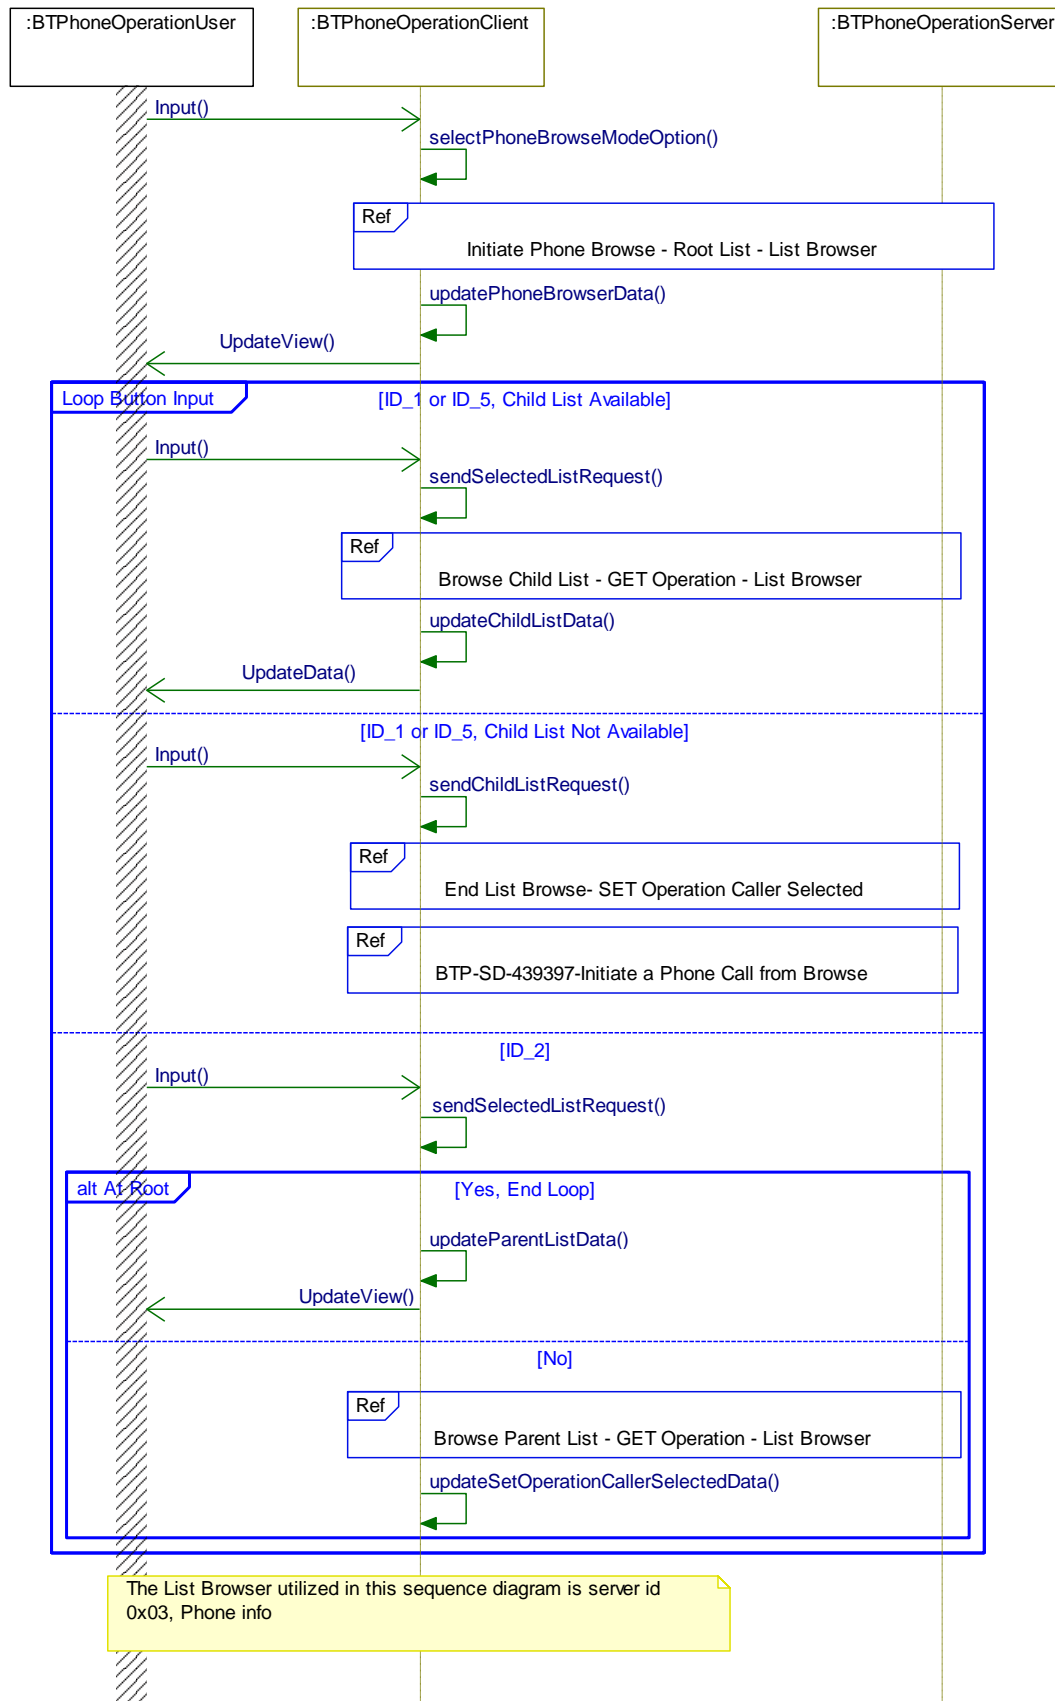 :BTPhoneOperationUser
:BTPhoneOperationClient
:BTPhoneOperationServer
Input()
selectPhoneBrowseModeOption()
Ref
Initiate Phone Browse - Root List - List Browser
updatePhoneBrowserData()
UpdateView()
Loop Button Input
[ID_1 or ID_5, Child List Available]
Input()
sendSelectedListRequest()
Ref
Browse Child List - GET Operation - List Browser
updateChildListData()
UpdateData()
[ID_1 or ID_5, Child List Not Available]
Input()
sendChildListRequest()
Ref
End List Browse- SET Operation Caller Selected
Ref
BTP-SD-439397-Initiate a Phone Call from Browse
[ID_2]
Input()
sendSelectedListRequest()
alt At Root
[Yes, End Loop]
updateParentListData()
UpdateView()
[No]
Ref
Browse Parent List - GET Operation - List Browser
updateSetOperationCallerSelectedData()
The List Browser utilized in this sequence diagram is server id
0x03, Phone info